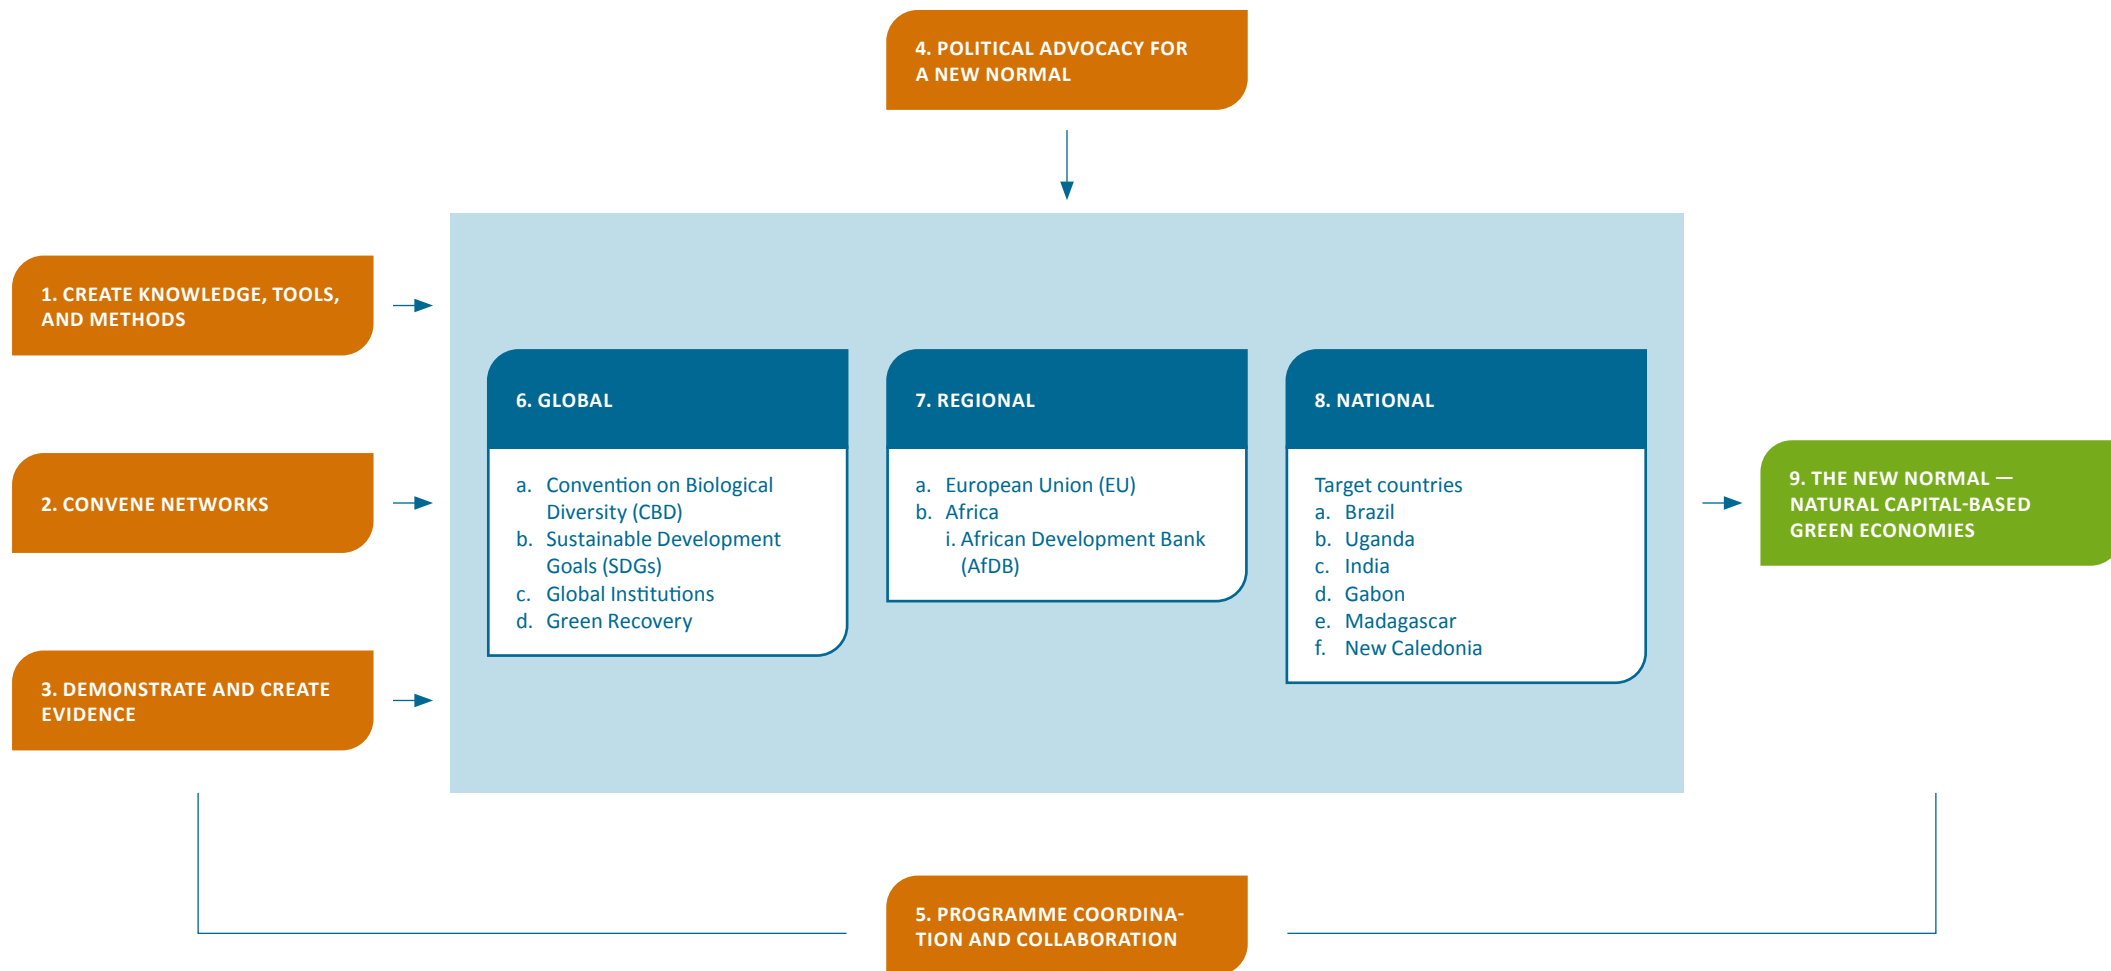 4. POLITICAL ADVOCACY FOR
A NEW NORMAL
1. CREATE KNOWLEDGE, TOOLS,
AND METHODS
2. CONVENE NETWORKS
3. DEMONSTRATE AND CREATE
EVIDENCE
6. GLOBAL
a. Convention on Biological
Diversity (CBD)
b. Sustainable Development
Goals (SDGs)
c. Global Institutions
d. Green Recovery
7. REGIONAL
a. European Union (EU)
b. Africa
i. African Development Bank
(AfDB)
8. NATIONAL
Target countries
a. Brazil
b. Uganda
c. India
d. Gabon
e. Madagascar
f. New Caledonia
9. THE NEW NORMAL —
NATURAL CAPITAL-BASED
GREEN ECONOMIES
5. PROGRAMME COORDINA-
TION AND COLLABORATION